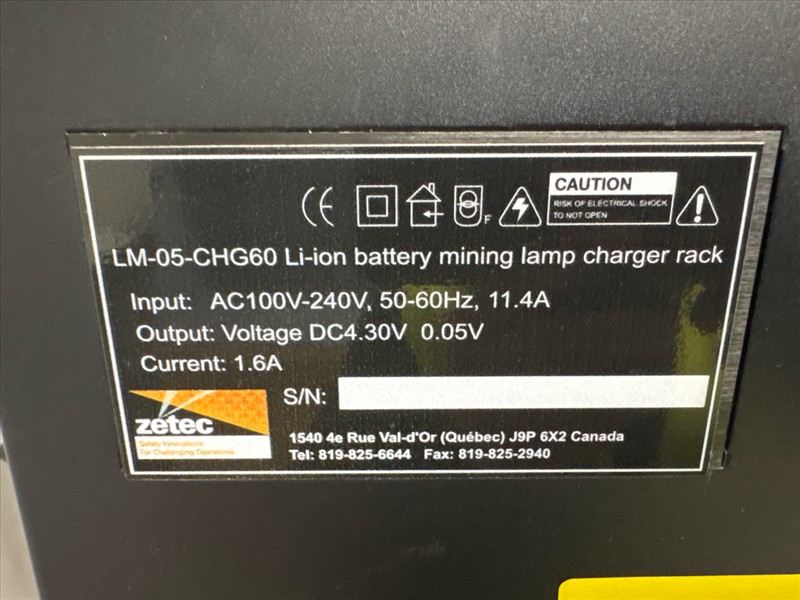 CE
F
CAUTION
RISK OF ELECTRICAL SHOCK
TO NOT OPEN
LM-05-CHG60 Li-ion battery mining lamp charger rack
Input: AC100V-240V, 50-60Hz, 11.4A
Output: Voltage DC4.30V 0.05V
Current: 1.6A
S/N:
zetec
Safety Innovations
For Challenging Operations
1540 4e Rue Val-d'Or (Québec) J9P 6X2 Canada
Tel: 819-825-6644 Fax: 819-825-2940